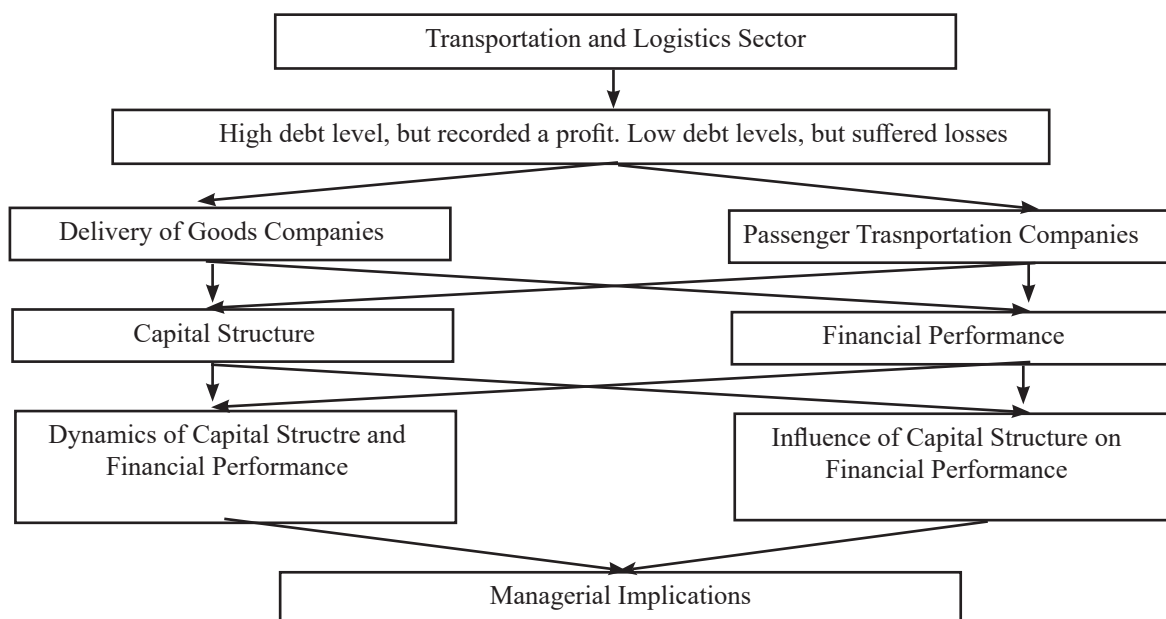 Transportation and Logistics Sector
High debt level, but recorded a profit. Low debt levels, but suffered losses
Delivery of Goods Companies
Passenger Trasnportation Companies
Capital Structure
Financial Performance
Dynamics of Capital Structre and
Financial Performance
Influence of Capital Structure on
Financial Performance
Managerial Implications